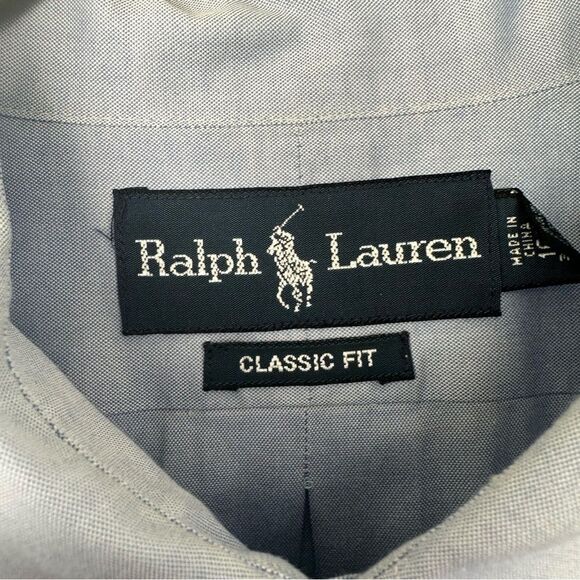 Ralph Lauren
CLASSIC FIT
MADE IN
CHINA